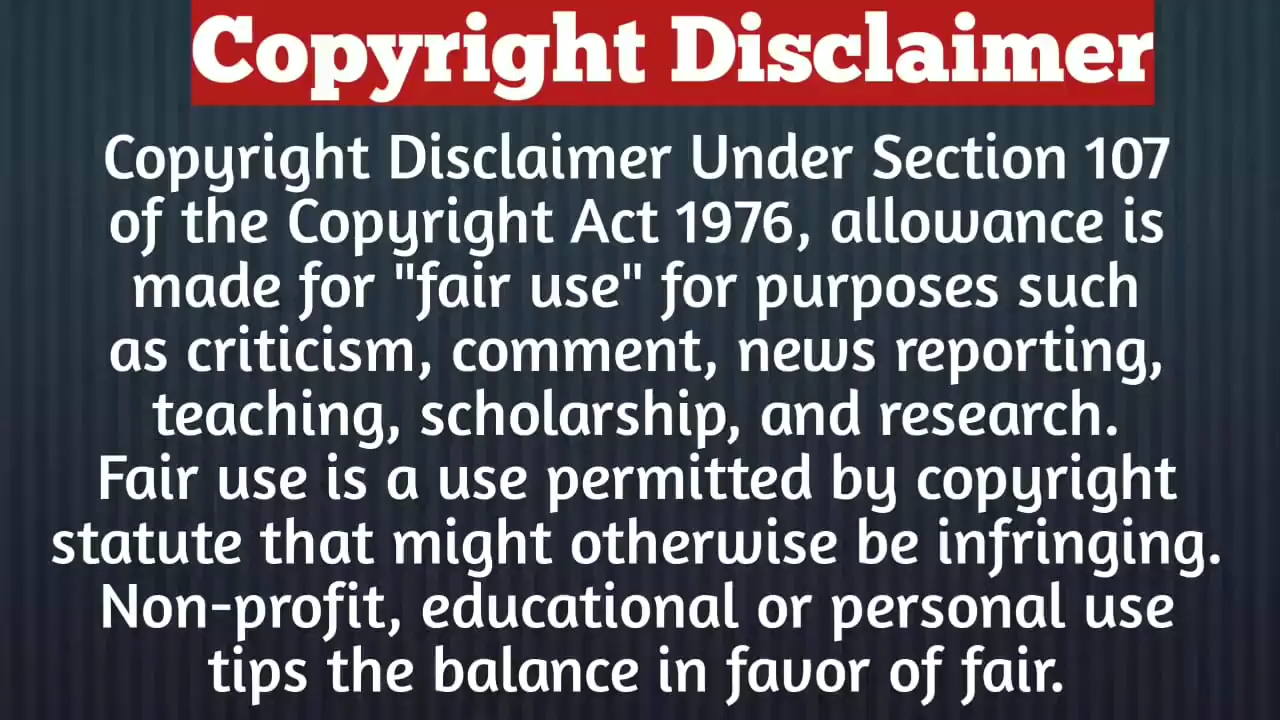 Copyright Disclaimer
Copyright Disclaimer Under Section 107
of the Copyright Act 1976, allowance is
made for "fair use" for purposes such
as criticism, comment, news reporting,
teaching, scholarship, and research.
Fair use is a use permitted by copyright
statute that might otherwise be infringing.
Non-profit, educational or personal use
tips the balance in favor of fair.